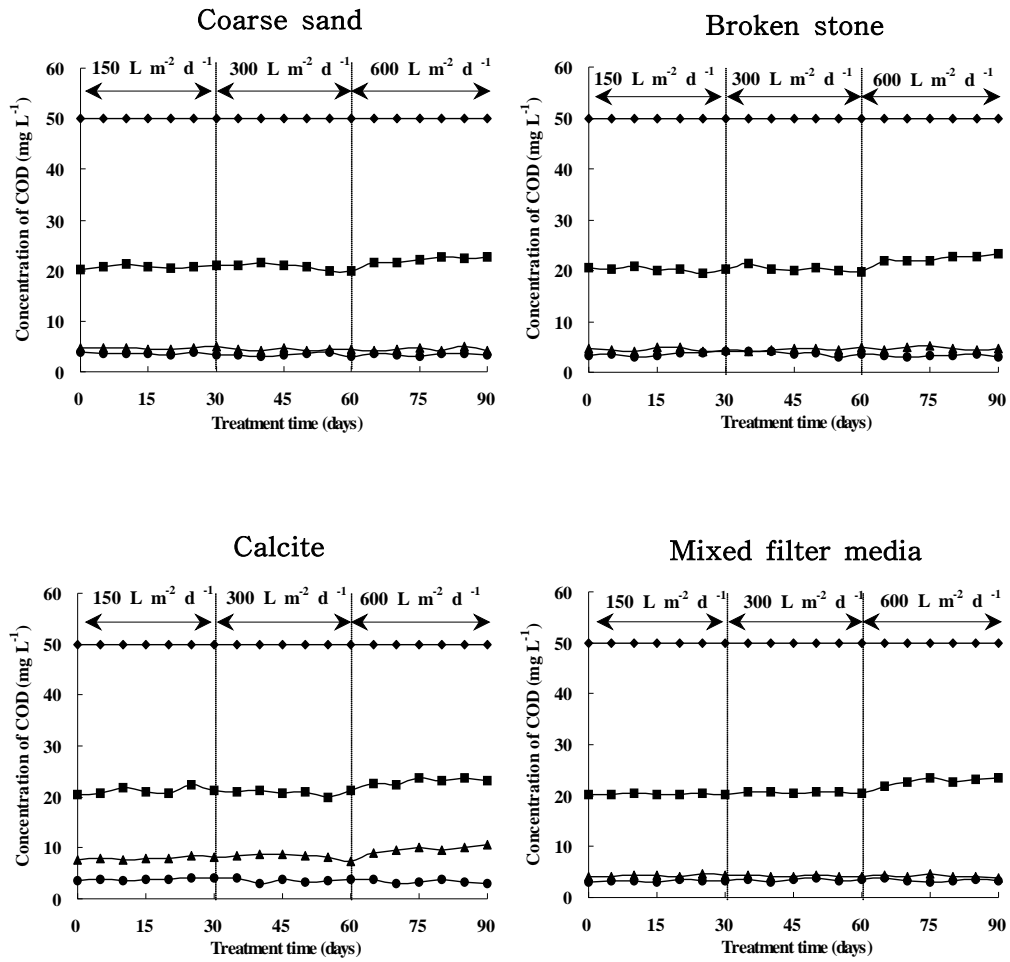 Coarse sand
150 L m-2 d -1 300 L m-2 d -1 600 L m-2 d -1
Concentration of COD (mg L-1)
60
50
40
30
20
10
0
0 15 30 45 60 75 90
Treatment time (days)
Broken stone
150 L m-2 d -1 300 L m-2 d -1 600 L m-2 d -1
Concentration of COD (mg L-1)
60
50
40
30
20
10
0
0 15 30 45 60 75 90
Treatment time (days)
Calcite
150 L m-2 d -1 300 L m-2 d -1 600 L m-2 d -1
Concentration of COD (mg L-1)
60
50
40
30
20
10
0
0 15 30 45 60 75 90
Treatment time (days)
Mixed filter media
150 L m-2 d -1 300 L m-2 d -1 600 L m-2 d -1
Concentration of COD (mg L-1)
60
50
40
30
20
10
0
0 15 30 45 60 75 90
Treatment time (days)